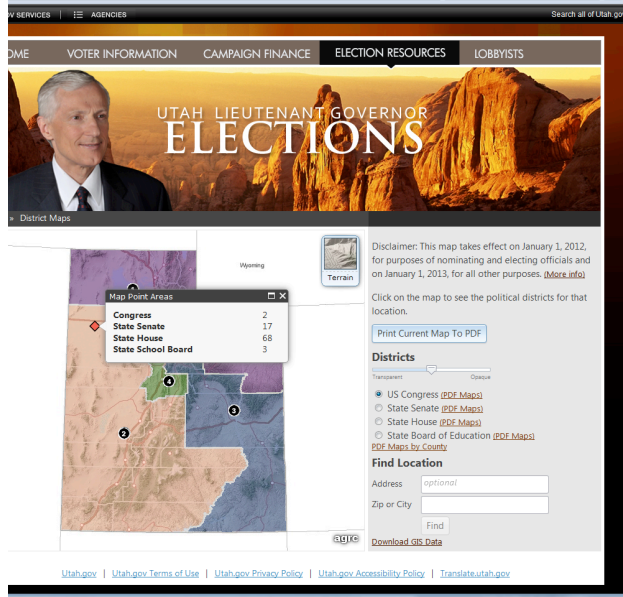 OV SERVICES | AGENCIES Search all of Utah.gov
OME VOTER INFORMATION CAMPAIGN FINANCE ELECTION RESOURCES LOBBYISTS
UTAH LIEUTENANT GOVERNOR
ELECTIONS
» District Maps
Wyoming
Terrain
1
Map Point Areas
Congress 2
State Senate 17
State House 68
State School Board 3
4
3
2
agrc
Disclaimer: This map takes effect on January 1, 2012,
for purposes of nominating and electing officials and
on January 1, 2013, for all other purposes. (More info)
Click on the map to see the political districts for that
location.
Print Current Map To PDF
Districts
Transparent Opaque
US Congress (PDF Maps)
State Senate (PDF Maps)
State House (PDF Maps)
State Board of Education (PDF Maps)
PDF Maps by County
Find Location
Address optional
Zip or City
Find
Download GIS Data
Utah.gov | Utah.gov Terms of Use | Utah.gov Privacy Policy | Utah.gov Accessibility Policy | Translate.utah.gov